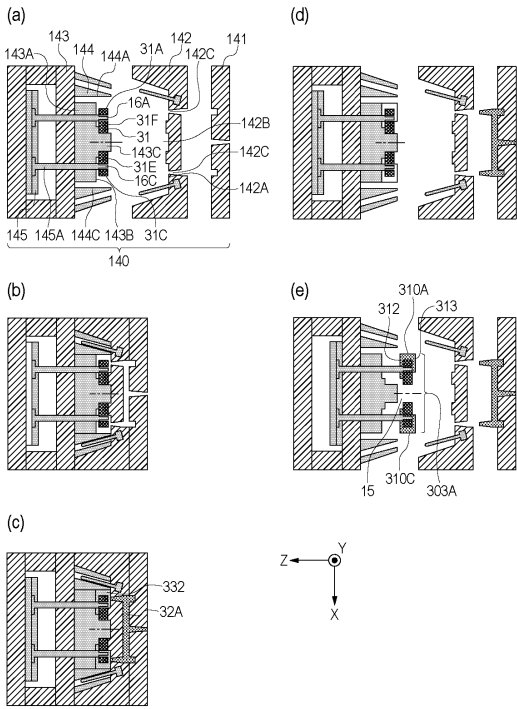 (a)
143
144
144A
31A
142
142C
141
143A
16A
31F
31
142B
143C
142C
31E
16C
142A
145
145A
144C
143B
31C
140
(d)
(b)
(e)
310A
312
313
15
310C
303A
(c)
332
32A
Z
Y
X